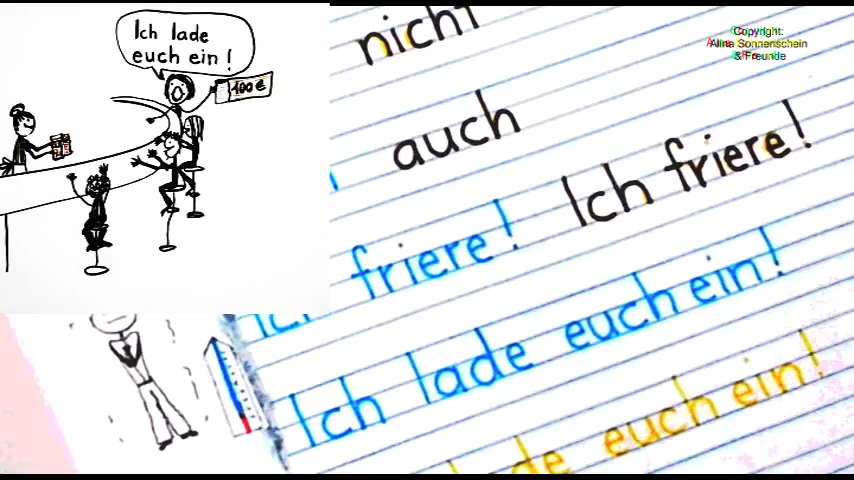 Ich lade
euch ein!
100 €
Copyright:
Alina Sonnenschein
& Freunde
nicht
auch
friere! Ich friere!
Ich lade euch ein!
euch ein!